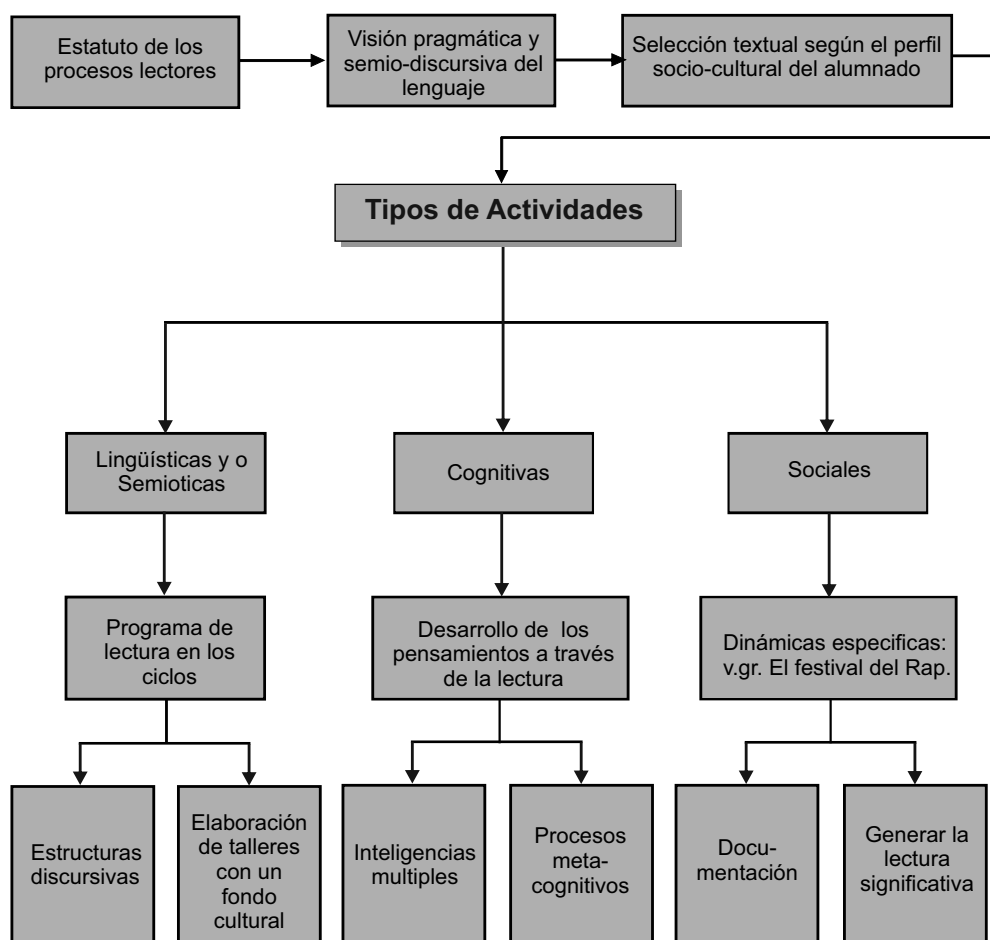 Estatuto de los
procesos lectores
Visión pragmática y
semio-discursiva del
lenguaje
Selección textual según el perfil
socio-cultural del alumnado
Tipos de Actividades
Lingüísticas y o
Semioticas
Cognitivas
Sociales
Programa de
lectura en los
ciclos
Desarrollo de los
pensamientos a través
de la lectura
Dinámicas especificas:
v.gr. El festival del Rap.
Estructuras
discursivas
Elaboración
de talleres
con un
fondo
cultural
Inteligencias
multiples
Procesos
meta-
cognitivos
Docu-
mentación
Generar la
lectura
significativa